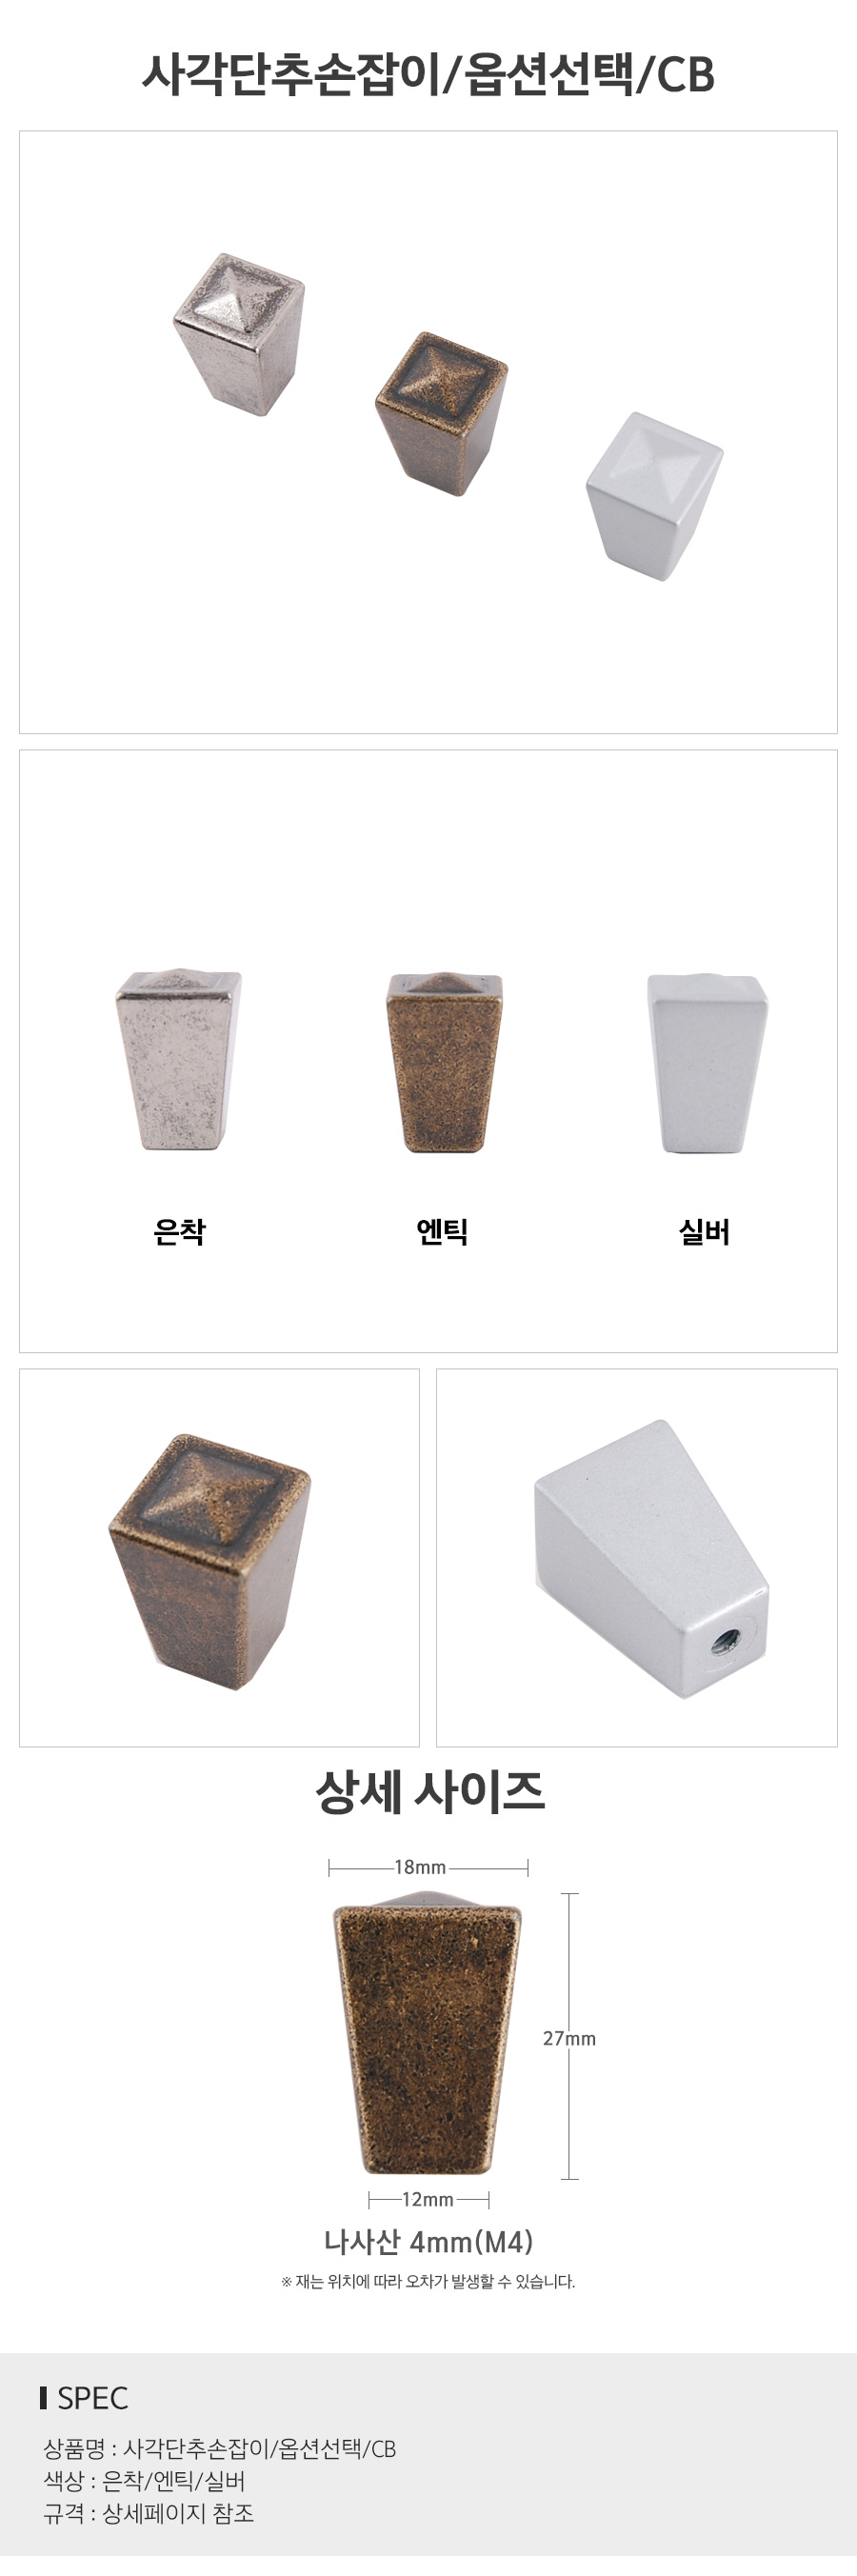 사각단추손잡이/옵션선택/CB
은착
엔틱
실버
상세 사이즈
18mm
27mm
12mm
나사산 4mm(M4)
※ 재는 위치에 따라 오차가 발생할 수 있습니다.
SPEC
상품명 : 사각단추손잡이/옵션선택/CB
색상 : 은착/엔틱/실버
규격 : 상세페이지 참조